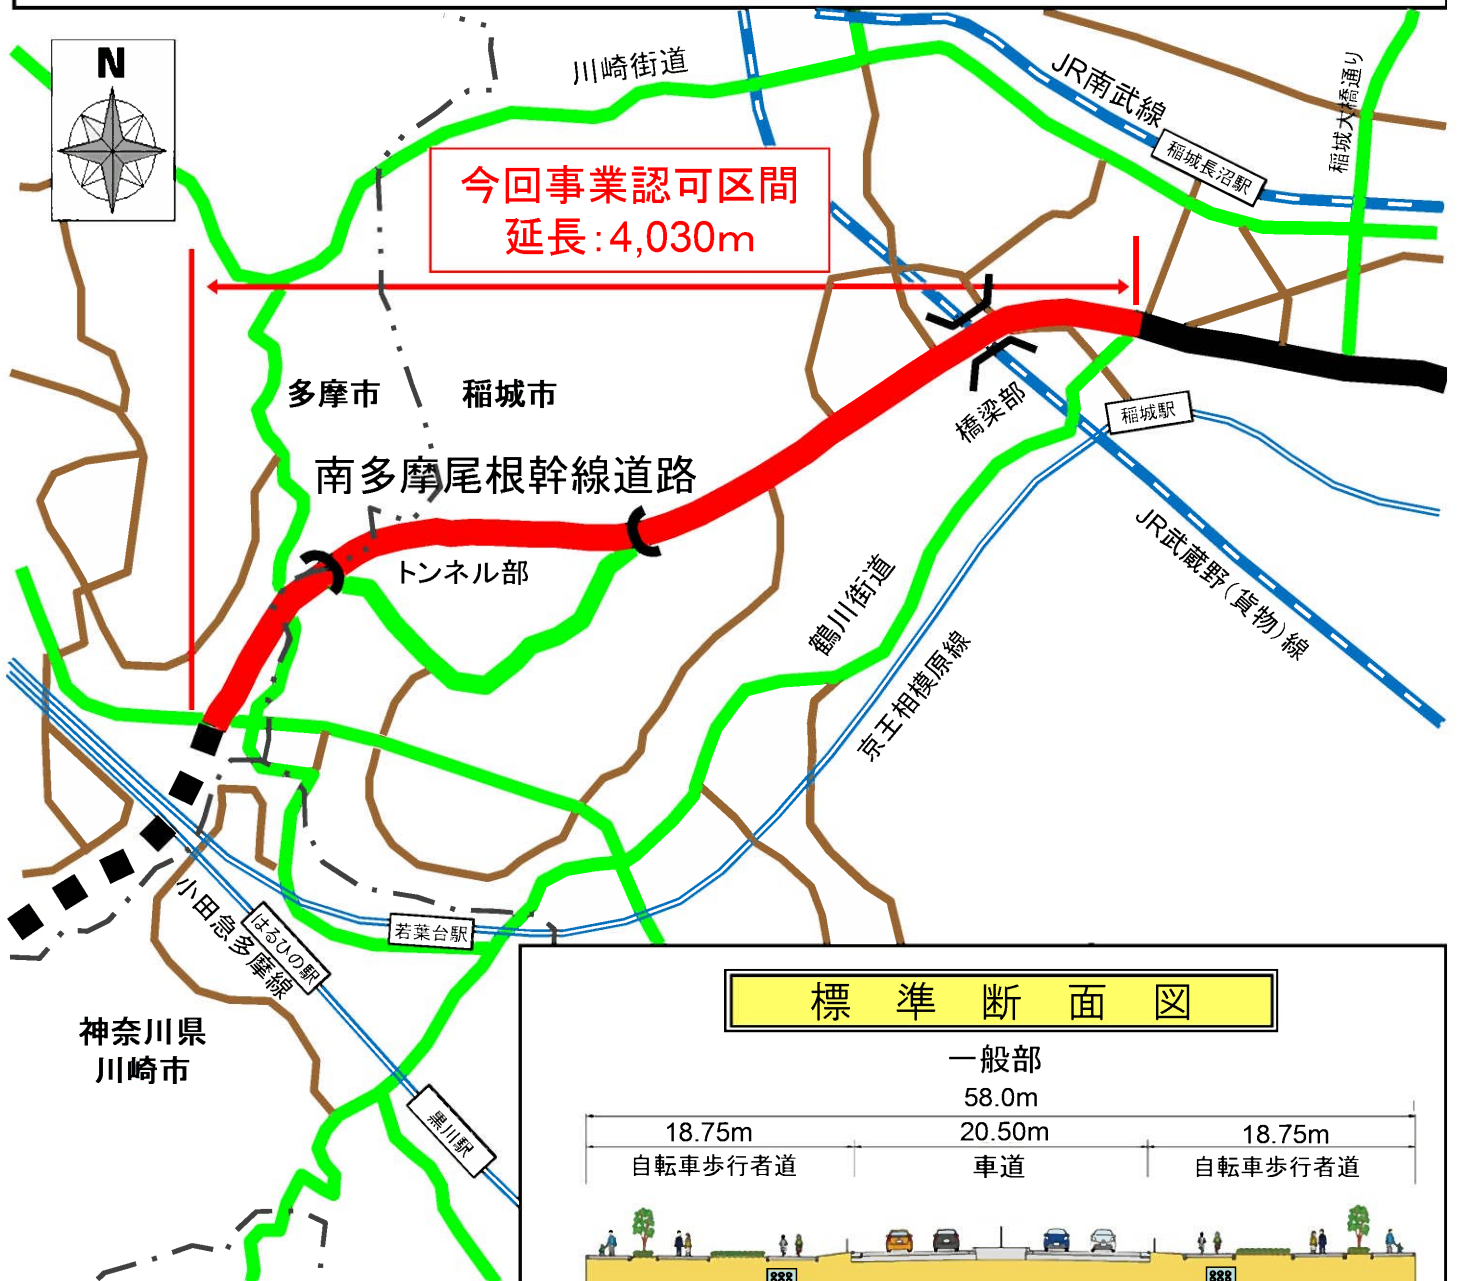 N
川崎街道
JR南武線
稲城長沼駅
稲城大橋通り
今回事業認可区間
延長：4,030m
多摩市
稲城市
南多摩尾根幹線道路
トンネル部
橋梁部
稲城駅
JR武蔵野（貨物）線
鶴川街道
京王相模原線
若葉台駅
はるひの駅
小田急多摩線
黒川駅
神奈川県
川崎市
標準断面図
一般部
58.0m
18.75m
20.50m
18.75m
自転車歩行者道
車道
自転車歩行者道